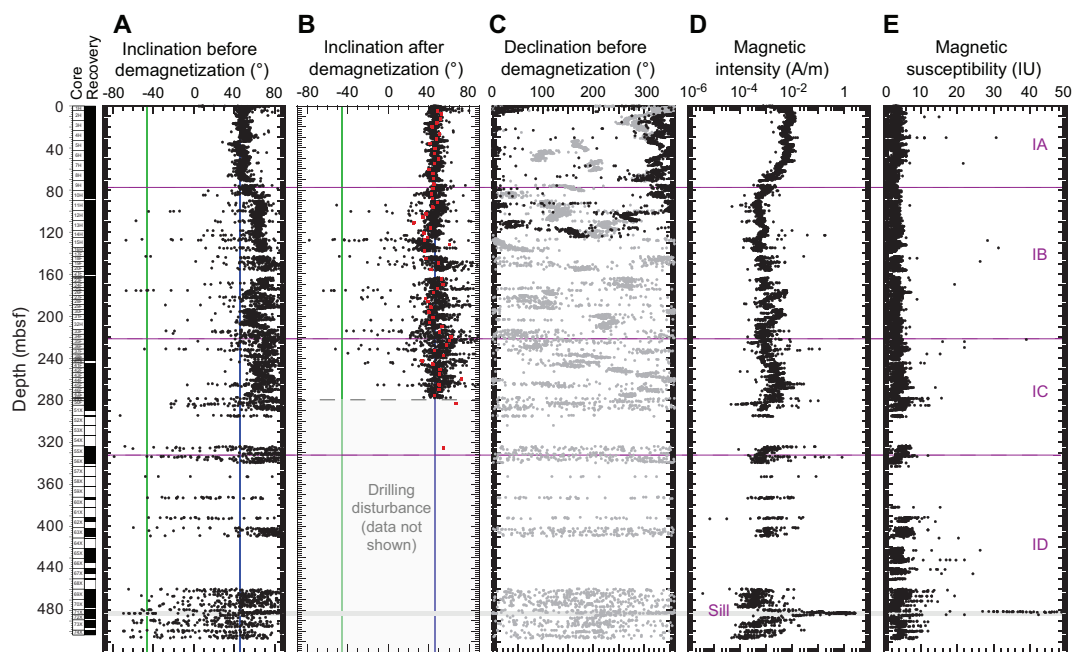 A
B
C
D
E
Inclination before
demagnetization (°)
Inclination after
demagnetization (°)
Declination before
demagnetization (°)
Magnetic
intensity (A/m)
Magnetic
susceptibility (IU)
Core
Recovery
-80 -40 0 40 80
-80 -40 0 40 80
0 100 200 300
10⁻⁶ 10⁻⁴ 10⁻² 1
0 10 20 30 40 50
Depth (mbsf)
0
40
80
120
160
200
240
280
320
360
400
440
480
IA
IB
IC
ID
Drilling
disturbance
(data not
shown)
Sill